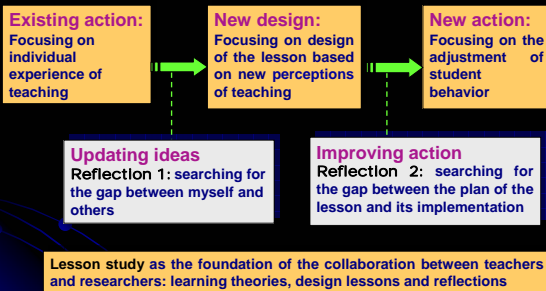 Existing action:
Focusing on
individual
experience of
teaching
New design:
Focusing on design
of the lesson based
on new perceptions
of teaching
New action:
Focusing on the
adjustment of
student
behavior
Updating ideas
Reflection 1: searching for
the gap between myself and
others
Improving action
Reflection 2: searching for
the gap between the plan of the
lesson and its implementation
Lesson study as the foundation of the collaboration between teachers
and researchers: learning theories, design lessons and reflections